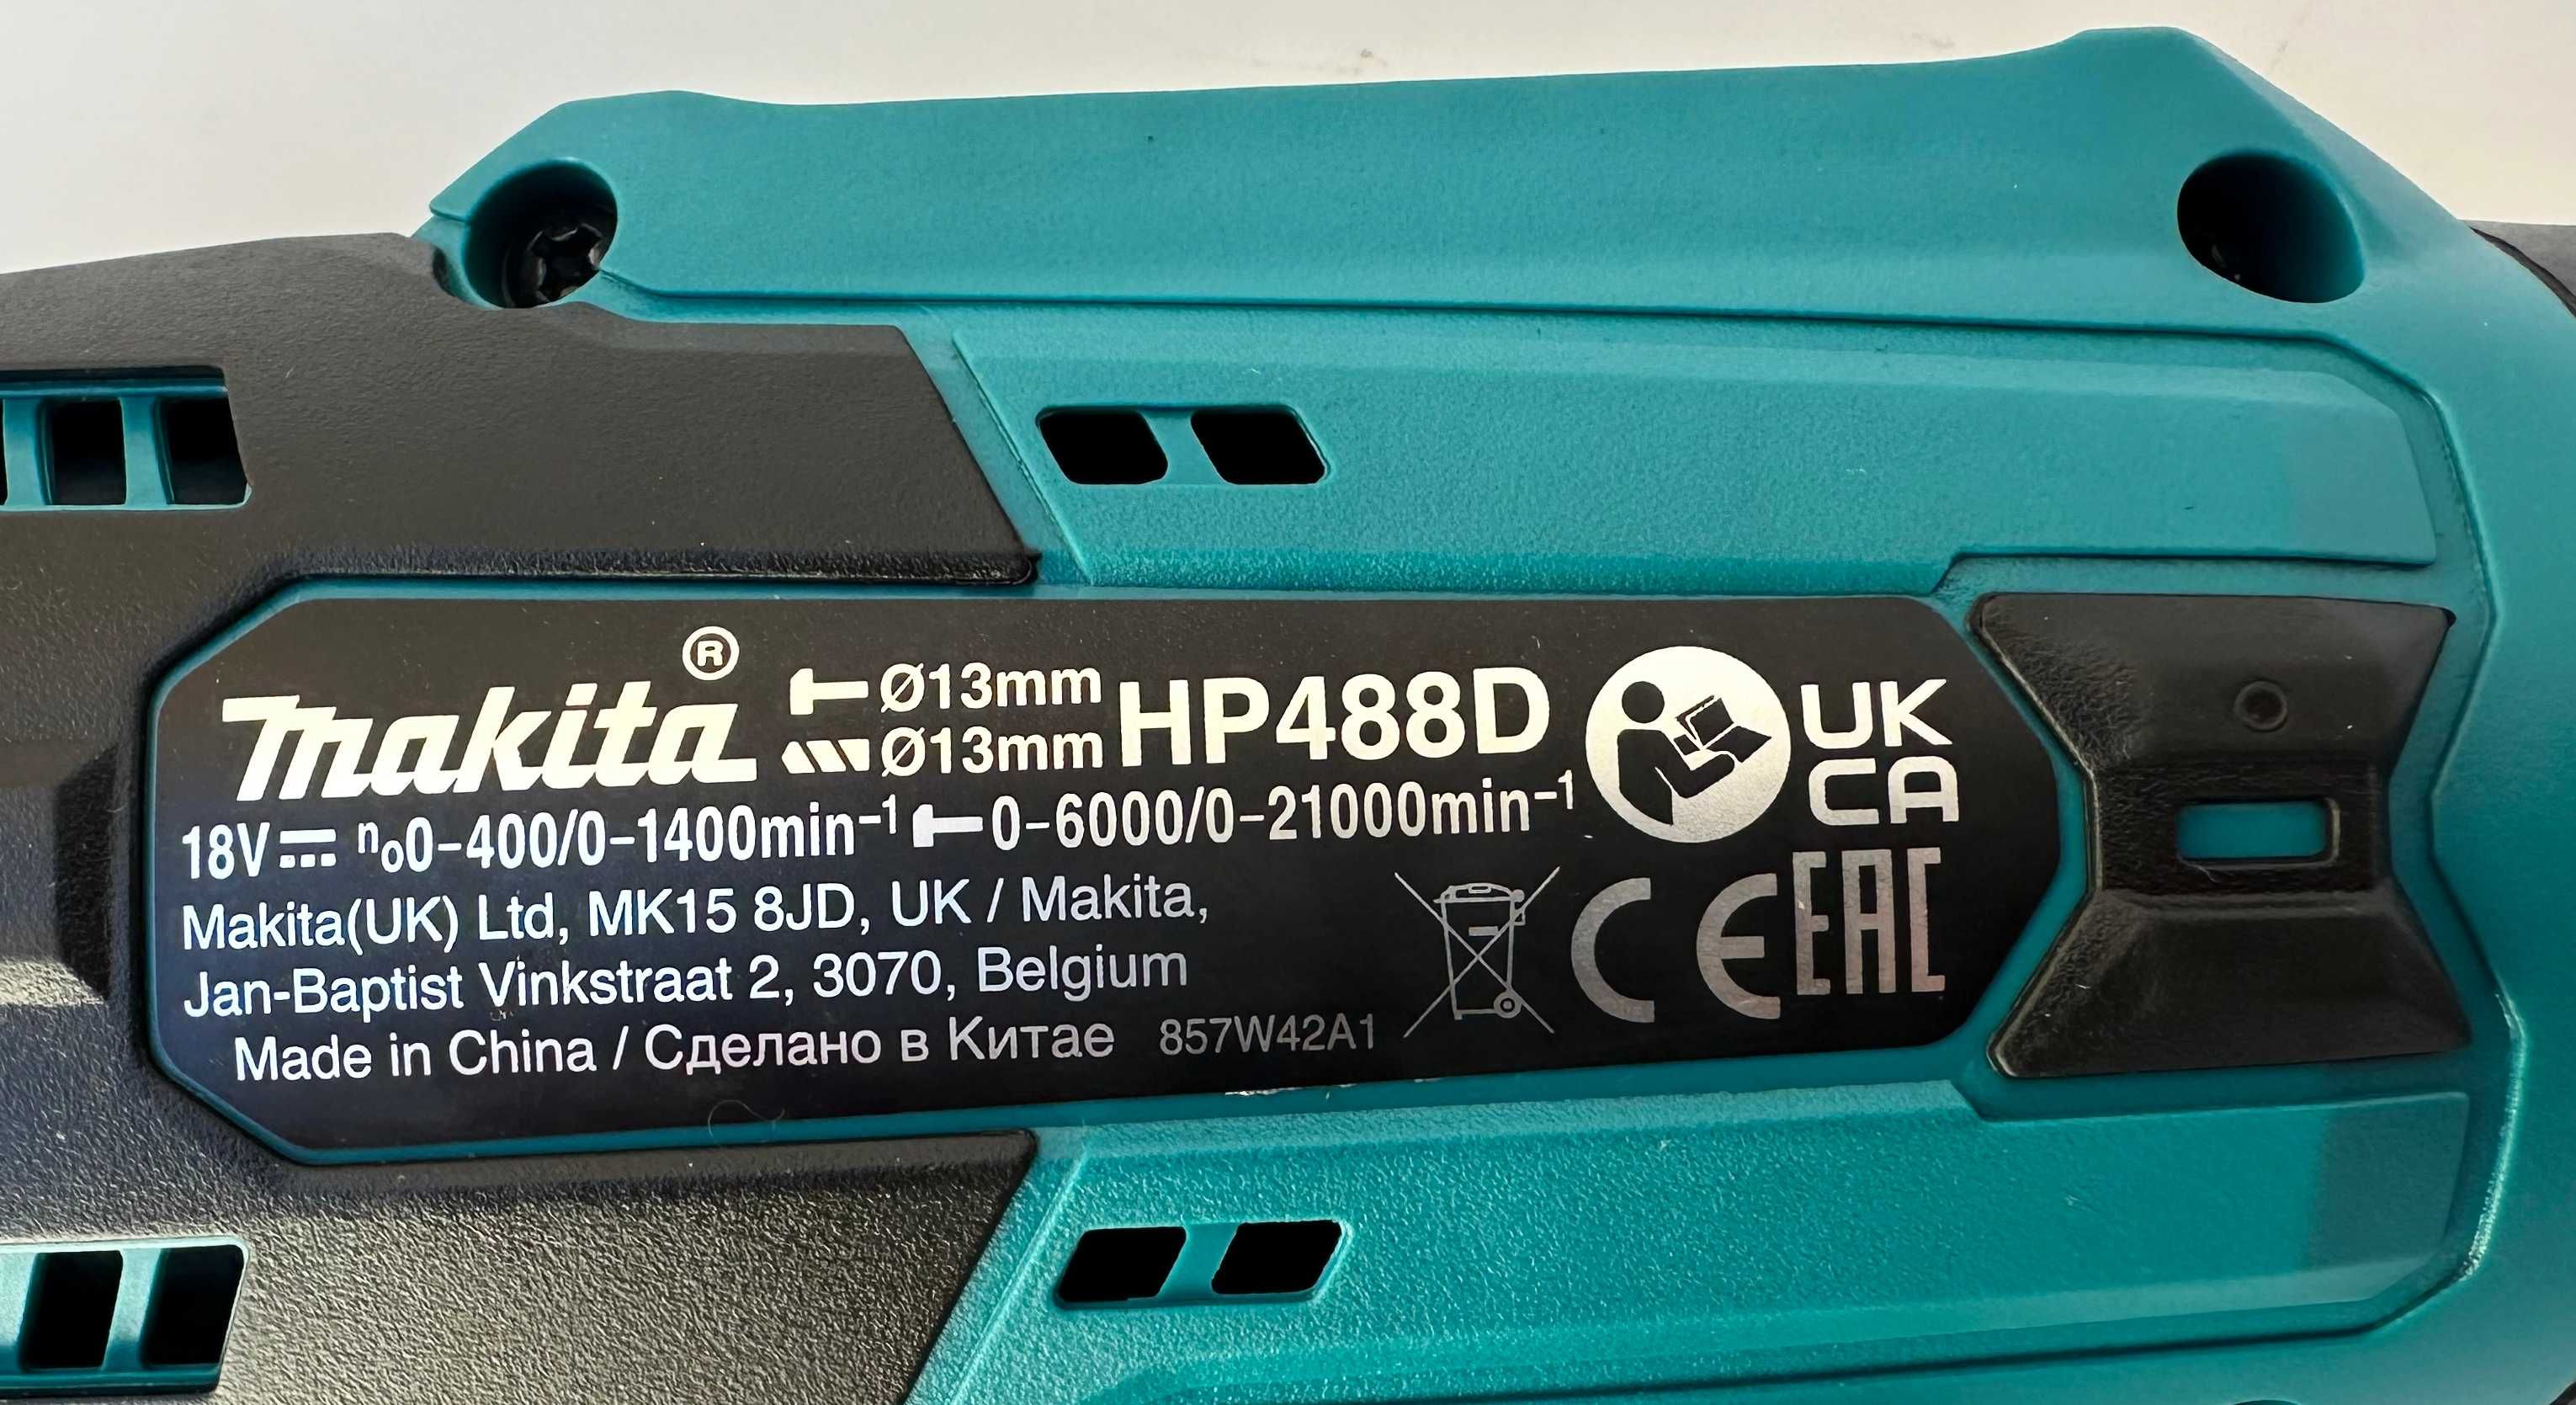 makita® Ø13mm HP488D UK
Ø13mm CA
18V n₀0-400/0-1400min⁻¹ 0-6000/0-21000min⁻¹
Makita(UK) Ltd, MK15 8JD, UK / Makita,
Jan-Baptist Vinkstraat 2, 3070, Belgium
Made in China / Сделано в Китае 857W42A1
CE EAC